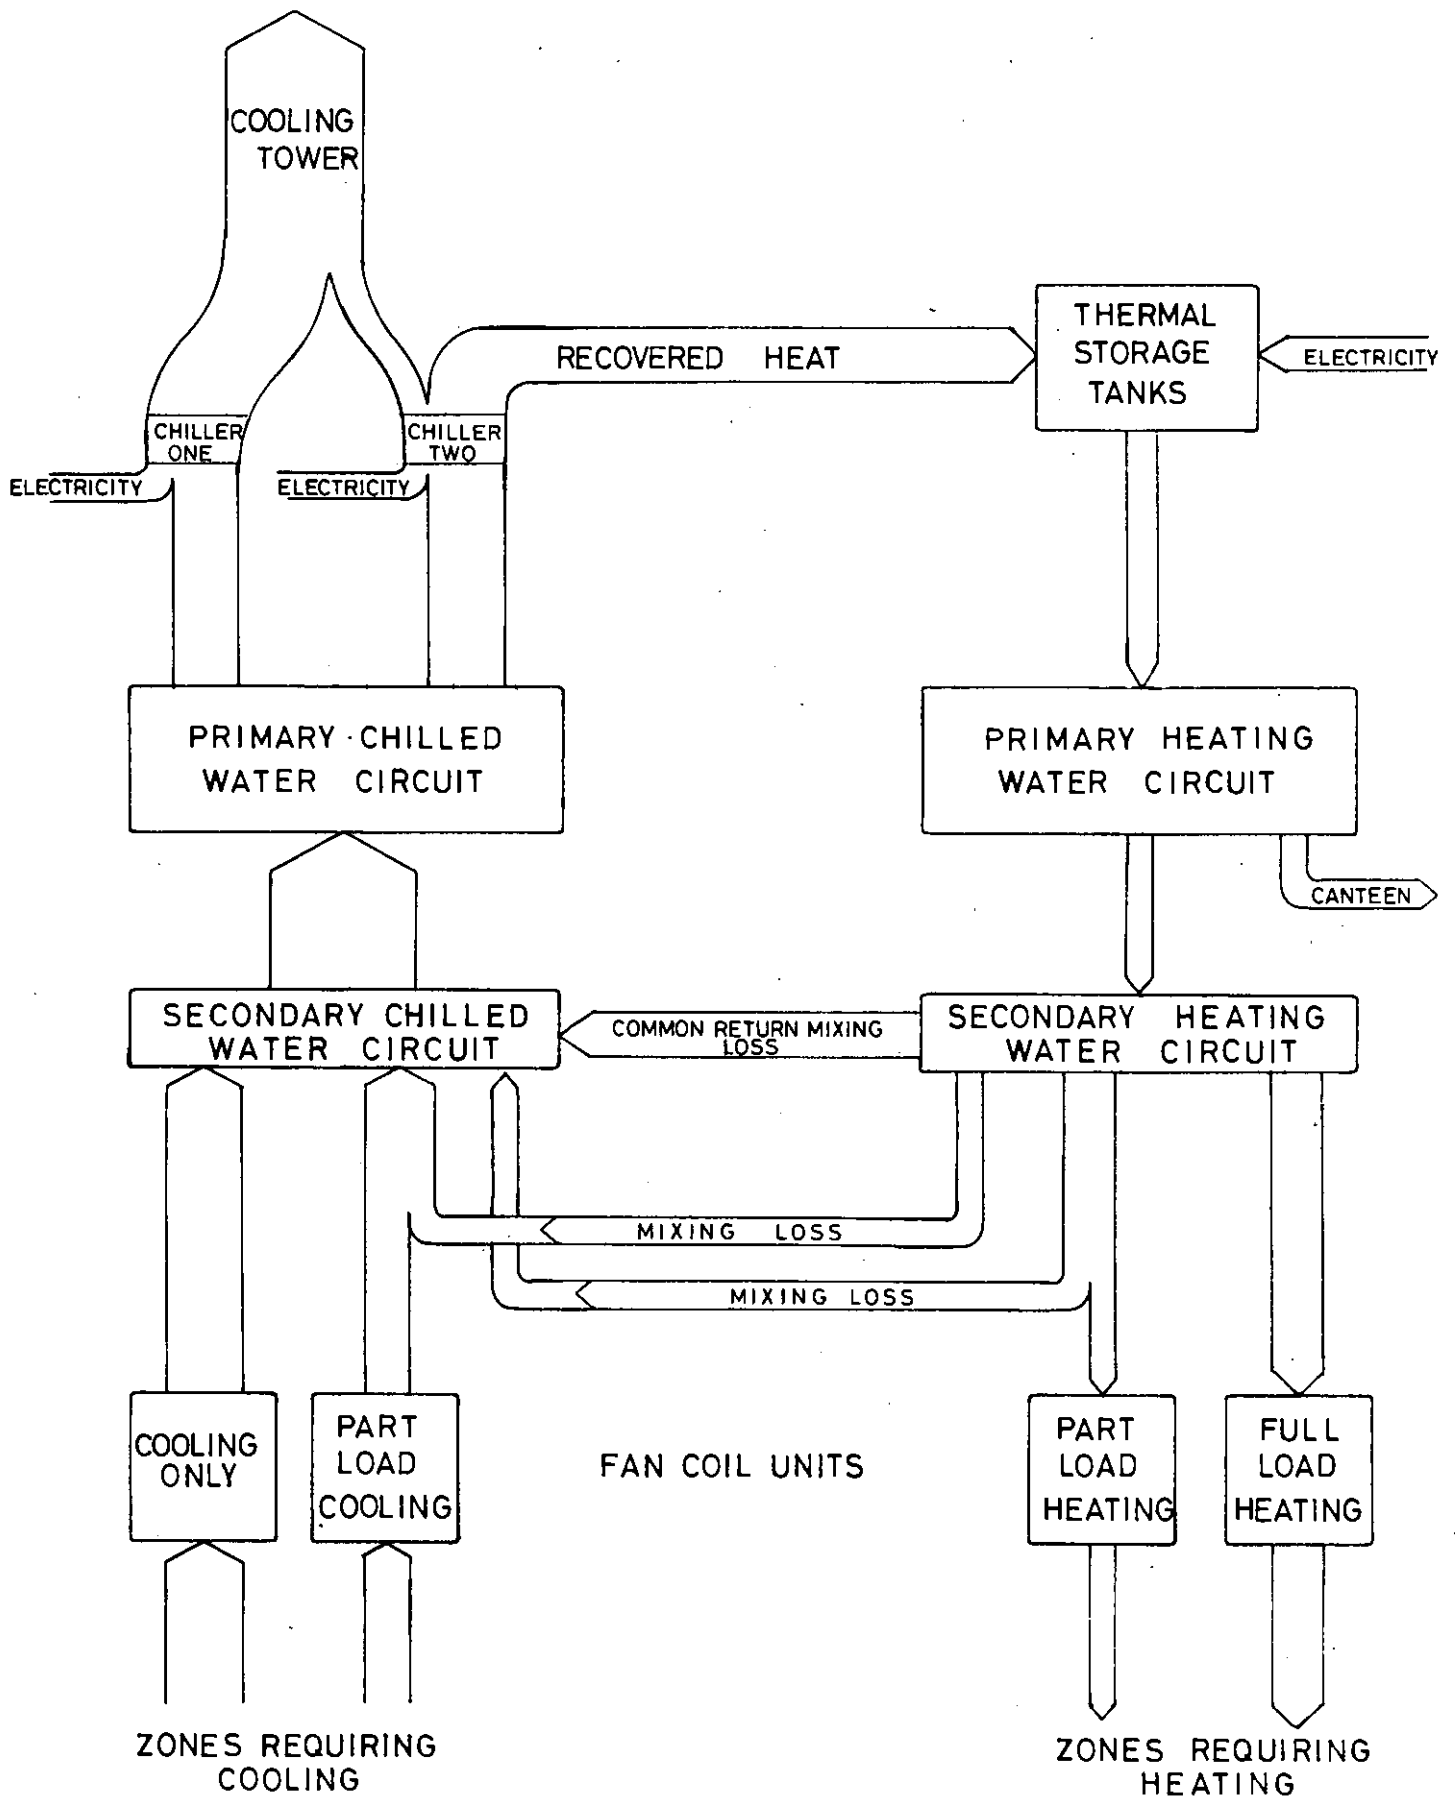 COOLING
TOWER
THERMAL
STORAGE
TANKS
RECOVERED HEAT
ELECTRICITY
CHILLER
ONE
CHILLER
TWO
ELECTRICITY
ELECTRICITY
PRIMARY CHILLED
WATER CIRCUIT
PRIMARY HEATING
WATER CIRCUIT
CANTEEN
SECONDARY CHILLED
WATER CIRCUIT
COMMON RETURN MIXING
LOSS
SECONDARY HEATING
WATER CIRCUIT
MIXING LOSS
MIXING LOSS
COOLING
ONLY
PART
LOAD
COOLING
FAN COIL UNITS
PART
LOAD
HEATING
FULL
LOAD
HEATING
ZONES REQUIRING
COOLING
ZONES REQUIRING
HEATING